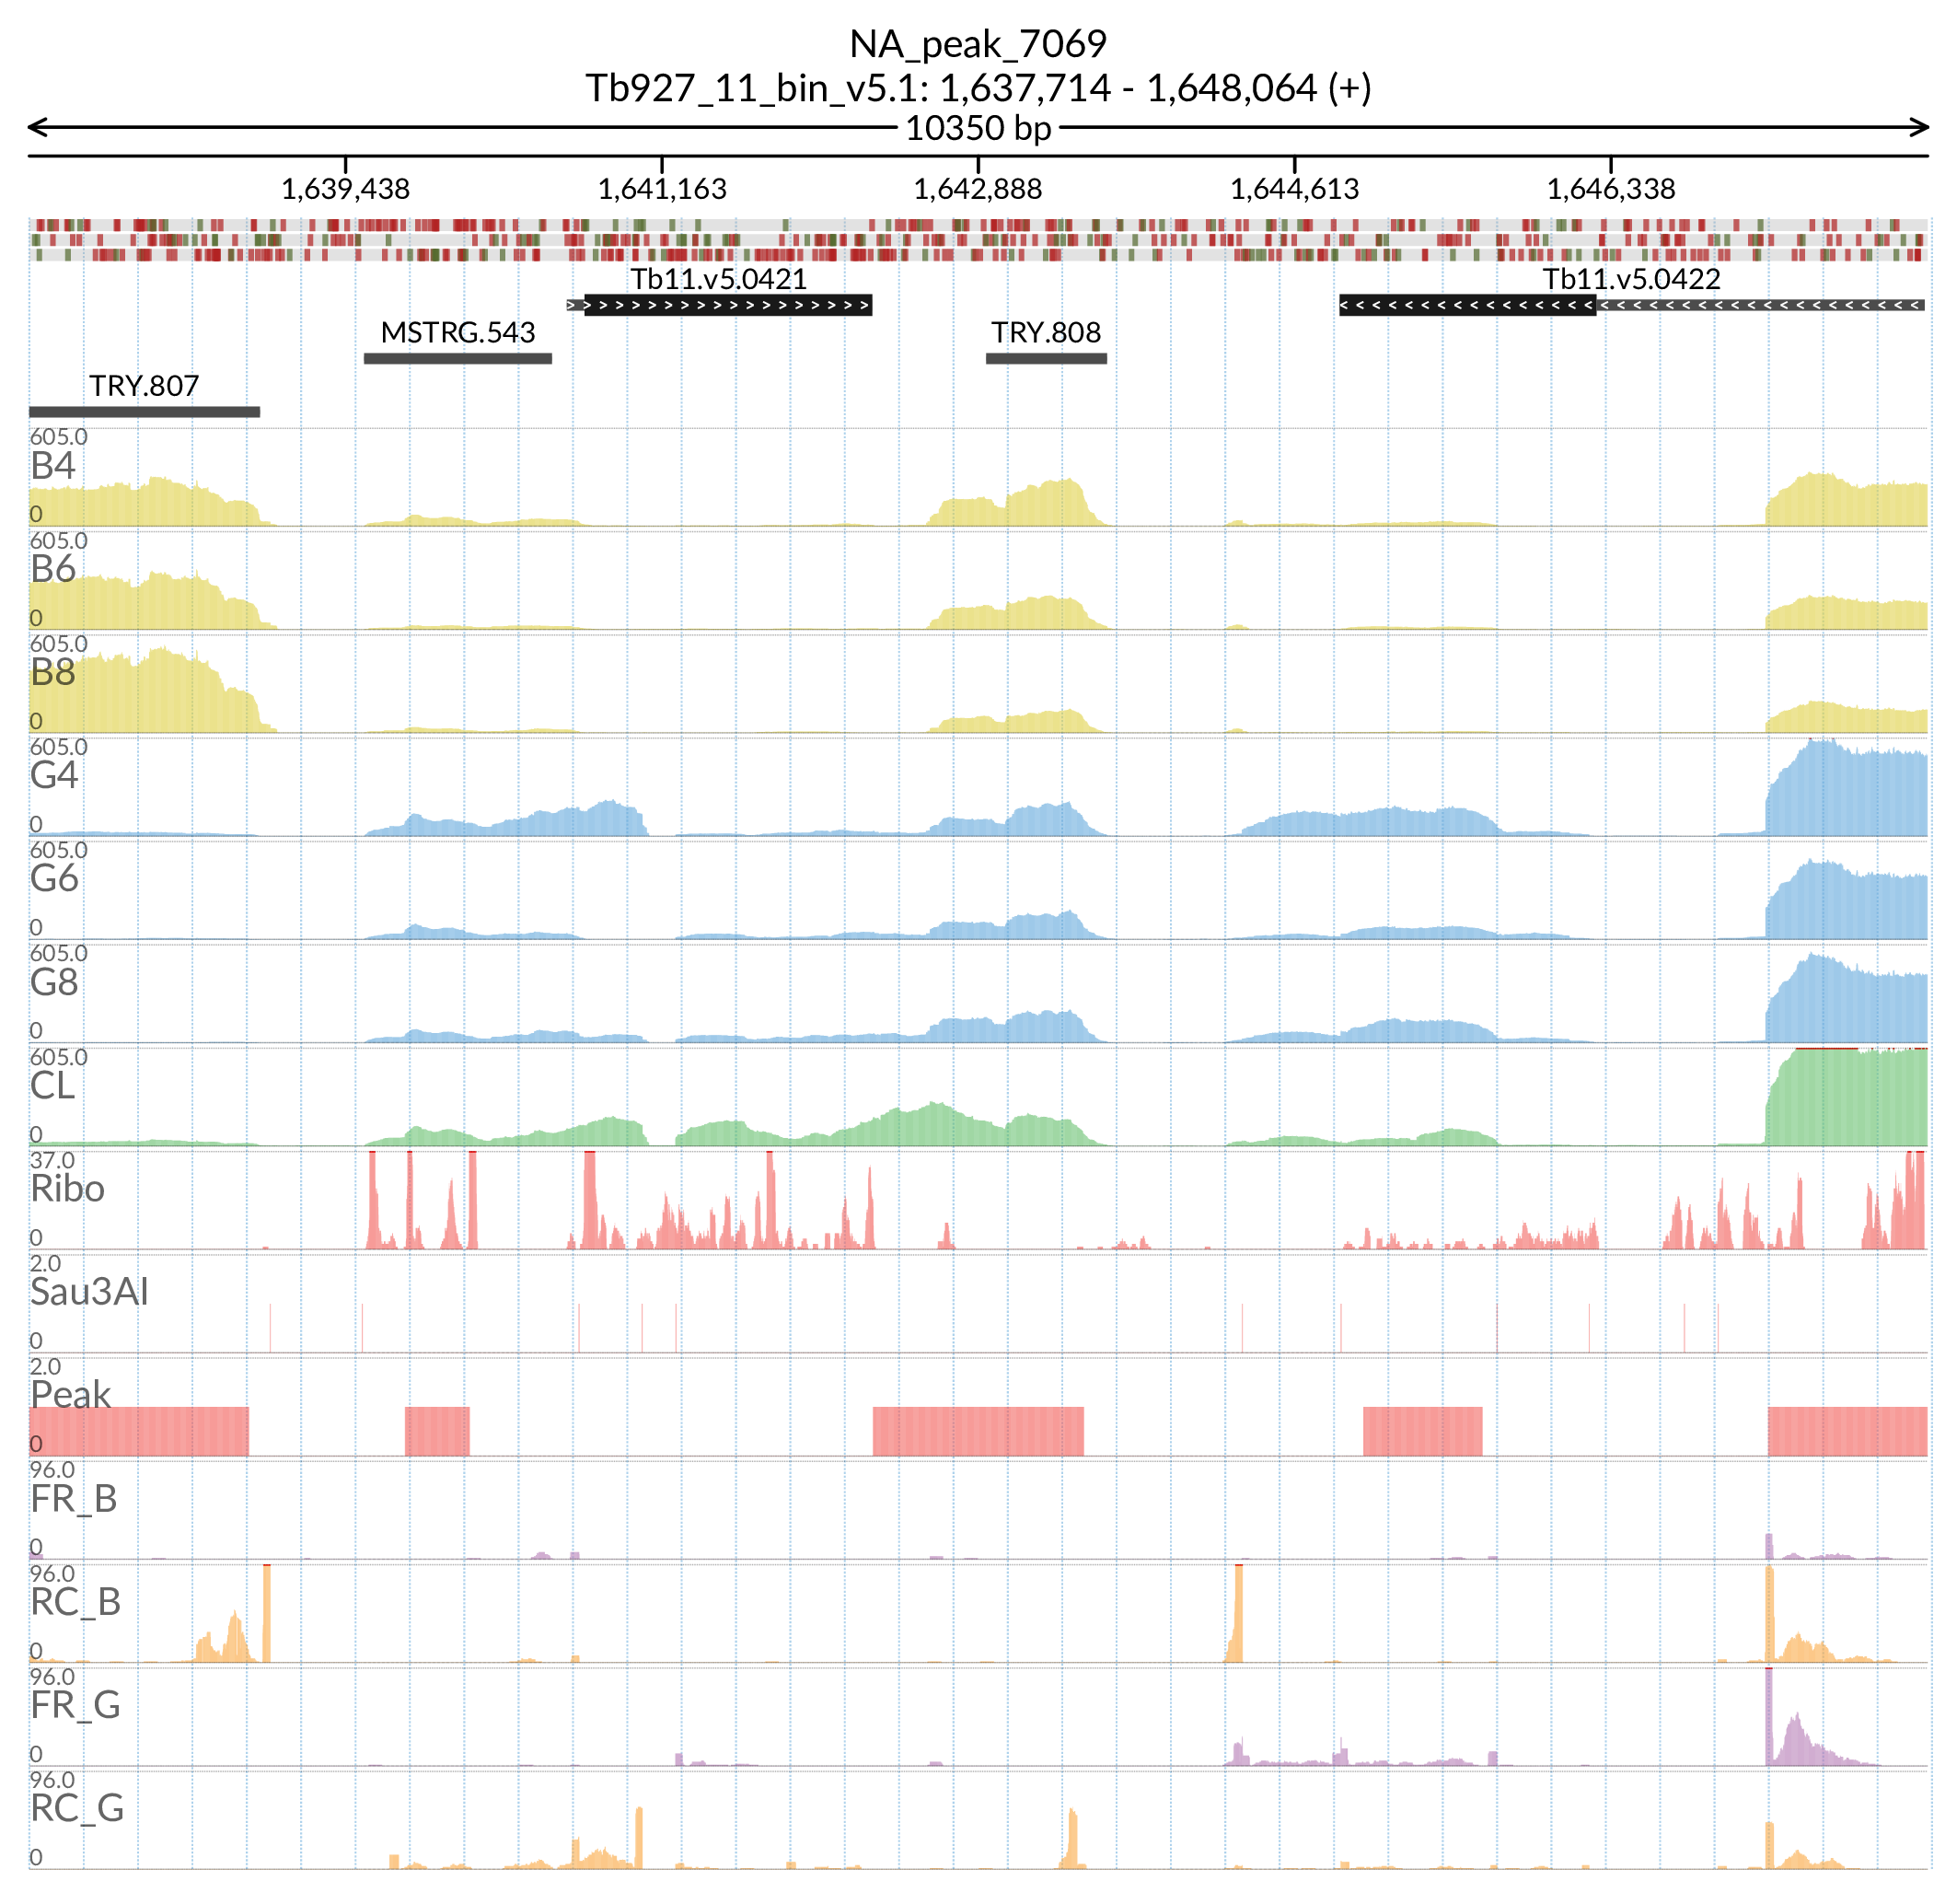 NA_peak_7069
Tb927_11_bin_v5.1: 1,637,714 - 1,648,064 (+)
10350 bp
1,639,438 1,641,163 1,642,888 1,644,613 1,646,338
Tb11.v5.0421 Tb11.v5.0422
MSTRG.543 TRY.808
TRY.807
605.0
B4
0
605.0
B6
0
605.0
B8
0
605.0
G4
0
605.0
G6
0
605.0
G8
0
605.0
CL
0
37.0
Ribo
0
2.0
Sau3AI
0
2.0
Peak
0
96.0
FR_B
0
96.0
RC_B
0
96.0
FR_G
0
96.0
RC_G
0